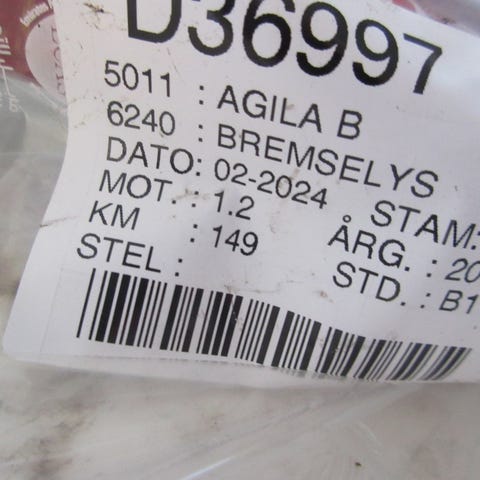 D36997
5011 : AGILA B
6240 : BREMSELYS
DATO: 02-2024 STAM:
MOT. : 1.2 ÅRG. : 20
KM : 149 STD. : B1
STEL :